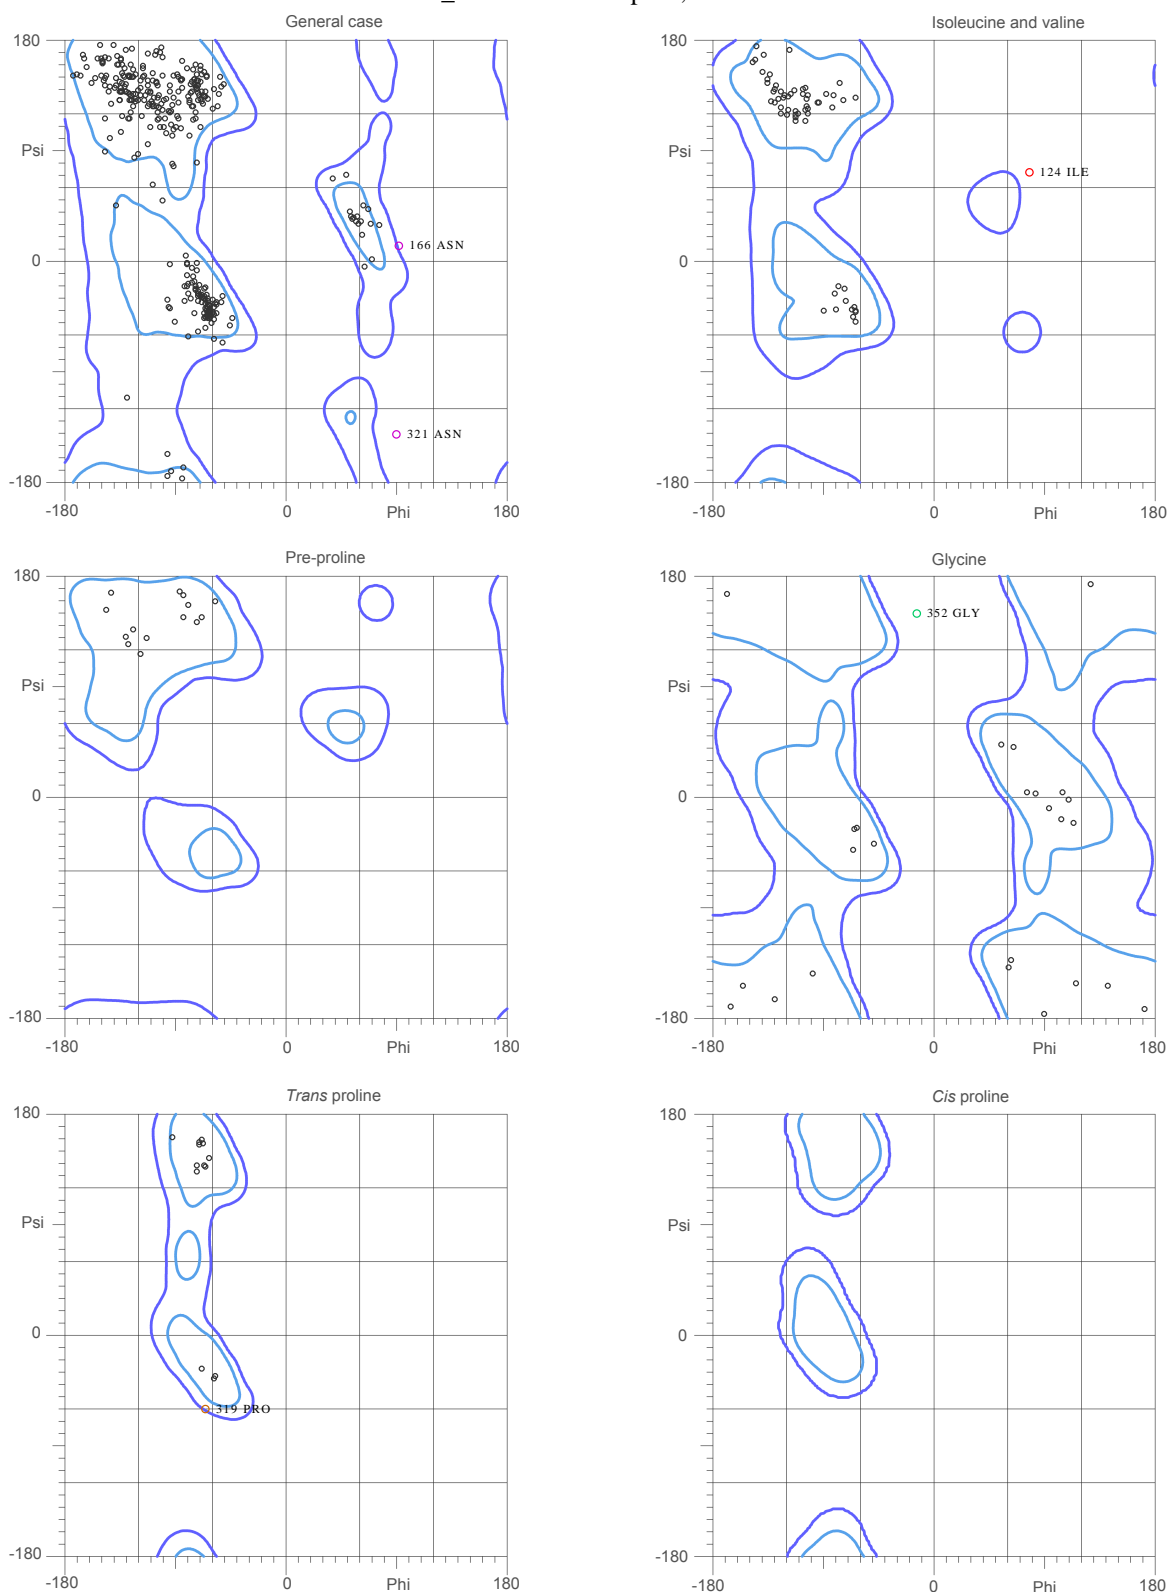 General case
Isoleucine and valine
180
180
Psi
Psi
124 ILE
166 ASN
0
0
321 ASN
-180
-180
-180
0
Phi
180
-180
0
Phi
180
Pre-proline
Glycine
180
180
352 GLY
Psi
Psi
0
0
-180
-180
-180
0
Phi
180
-180
0
Phi
180
Trans proline
Cis proline
180
180
Psi
Psi
0
0
319 PRO
-180
-180
-180
0
Phi
180
-180
0
Phi
180